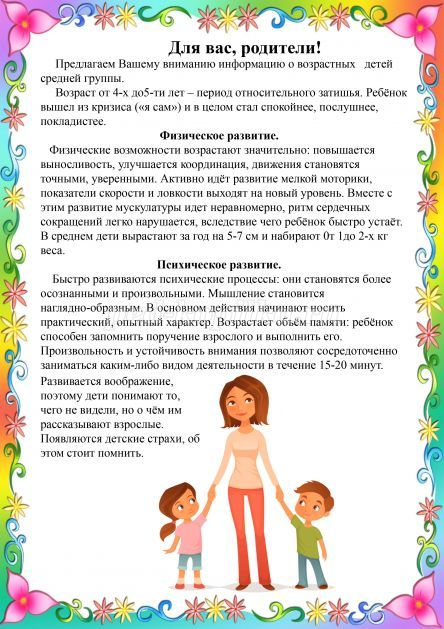 Для вас, родители!
Предлагаем Вашему вниманию информацию о возрастных детей
средней группы.
Возраст от 4-х до5-ти лет – период относительного затишья. Ребёнок
вышел из кризиса («я сам») и в целом стал спокойнее, послушнее,
покладистее.
Физическое развитие.
Физические возможности возрастают значительно: повышается
выносливость, улучшается координация, движения становятся
точными, уверенными. Активно идёт развитие мелкой моторики,
показатели скорости и ловкости выходят на новый уровень. Вместе с
этим развитие мускулатуры идет неравномерно, ритм сердечных
сокращений легко нарушается, вследствие чего ребёнок быстро устаёт.
В среднем дети вырастают за год на 5-7 см и набирают 0т 1до 2-х кг
веса.
Психическое развитие.
Быстро развиваются психические процессы: они становятся более
осознанными и произвольными. Мышление становится
наглядно-образным. В основном действия начинают носить
практический, опытный характер. Возрастает объём памяти: ребёнок
способен запомнить поручение взрослого и выполнить его.
Произвольность и устойчивость внимания позволяют сосредоточенно
заниматься каким-либо видом деятельности в течение 15-20 минут.
Развивается воображение,
поэтому дети понимают то,
чего не видели, но о чём им
рассказывают взрослые.
Появляются детские страхи, об
этом стоит помнить.